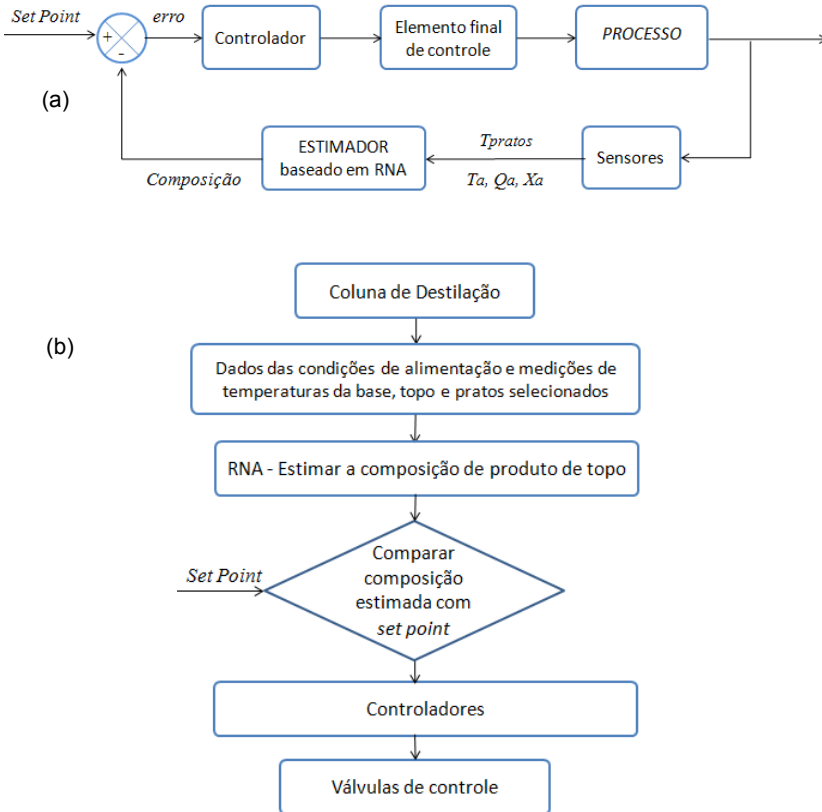 Set Point
erro
+
-
Controlador
Elemento final
de controle
PROCESSO
(a)
ESTIMADOR
baseado em RNA
Tpratos
Ta, Qa, Xa
Sensores
Composição
Coluna de Destilação
(b)
Dados das condições de alimentação e medições de
temperaturas da base, topo e pratos selecionados
RNA - Estimar a composição de produto de topo
Set Point
Comparar
composição
estimada com
set point
Controladores
Válvulas de controle